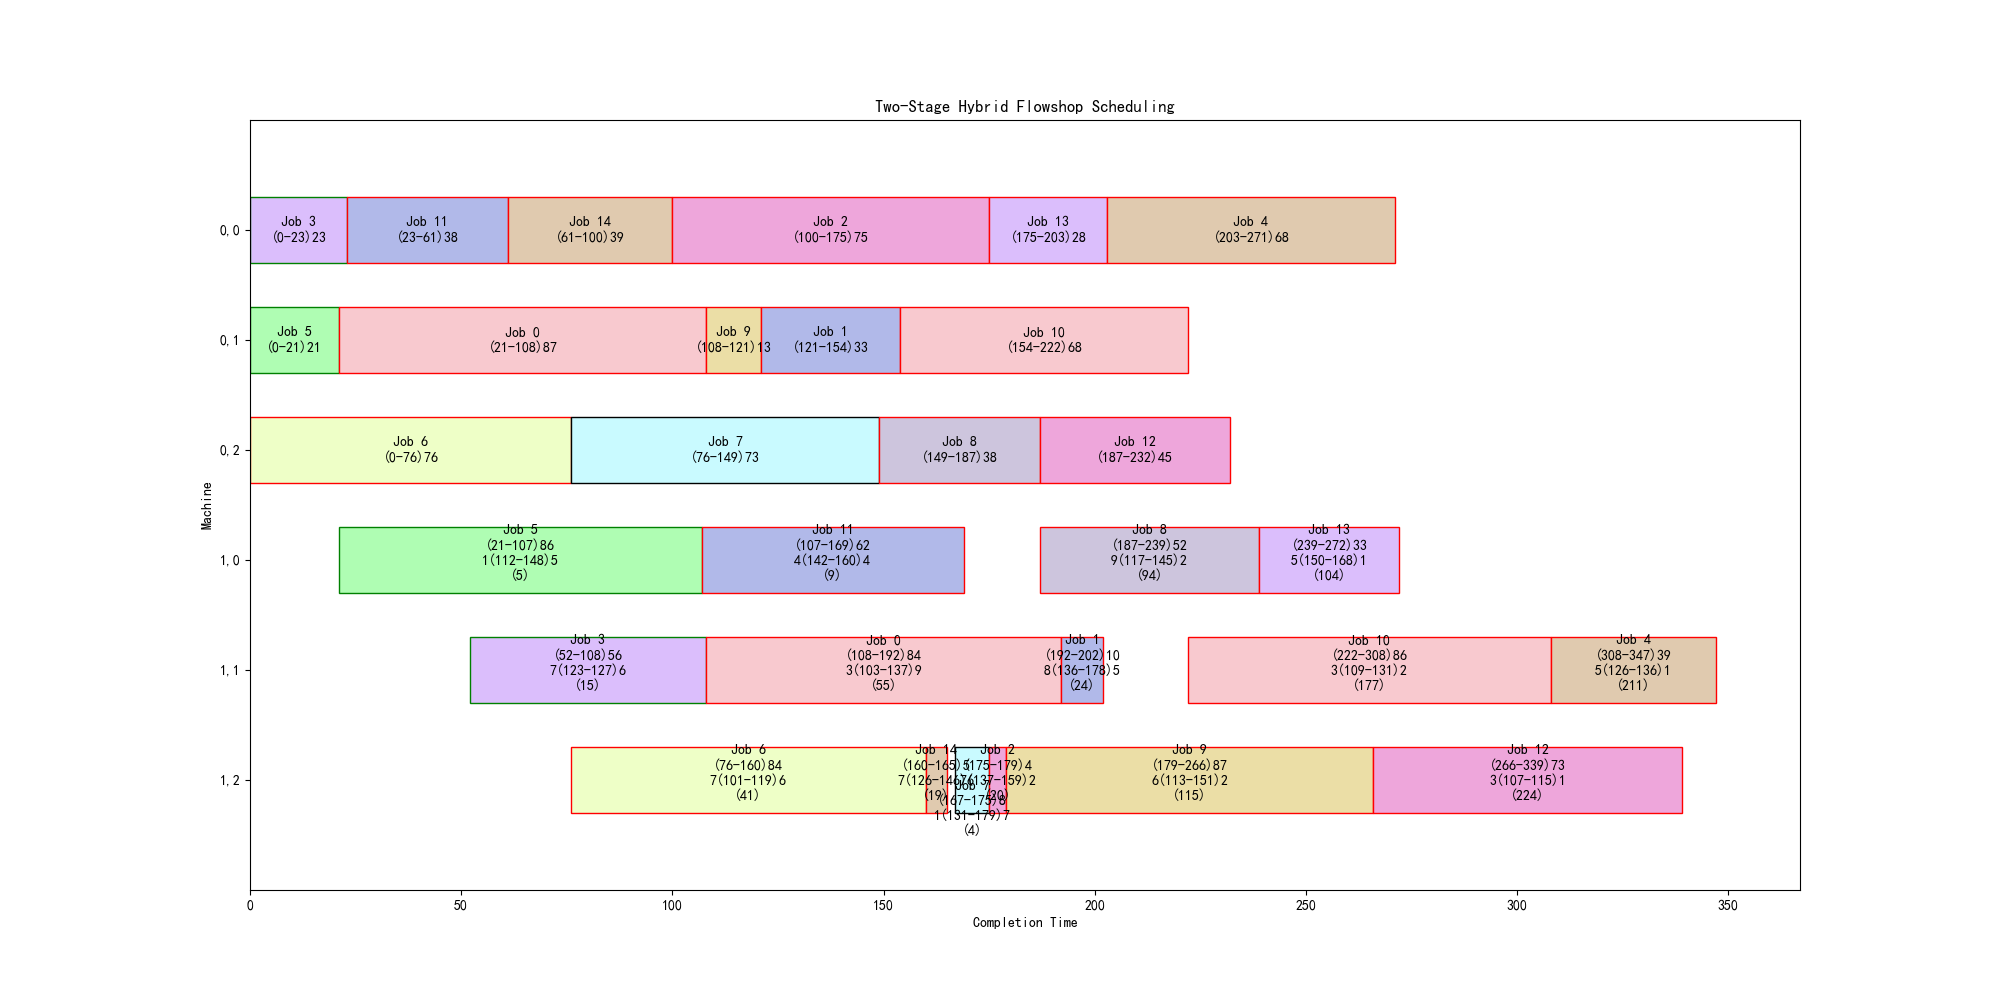 Two-Stage Hybrid Flowshop Scheduling
0,0
Job 3
(0-23)23
Job 11
(23-61)38
Job 14
(61-100)39
Job 2
(100-175)75
Job 13
(175-203)28
Job 4
(203-271)68
0,1
Job 5
(0-21)21
Job 0
(21-108)87
Job 9
(108-121)13
Job 1
(121-154)33
Job 10
(154-222)68
0,2
Job 6
(0-76)76
Job 7
(76-149)73
Job 8
(149-187)38
Job 12
(187-232)45
Machine
1,0
Job 5
(21-107)86
1(112-148)5
(5)
Job 11
(107-169)62
4(142-160)4
(9)
Job 8
(187-239)52
9(117-145)2
(94)
Job 13
(239-272)33
5(150-168)1
(104)
1,1
Job 3
(52-108)56
7(123-127)6
(15)
Job 0
(108-192)84
3(103-137)9
(55)
Job 1
(192-202)10
8(136-178)5
(24)
Job 10
(222-308)86
3(109-131)2
(177)
Job 4
(308-347)39
5(126-136)1
(211)
1,2
Job 6
(76-160)84
7(101-119)6
(41)
Job 14
(160-165)5
(19)
Job 7
(167-175)8
1(131-179)7
(4)
Job 2
(175-179)4
(20)
Job 9
(179-266)87
6(113-151)2
(115)
Job 12
(266-339)73
3(107-115)1
(224)
0
50
100
150
200
250
300
350
Completion Time